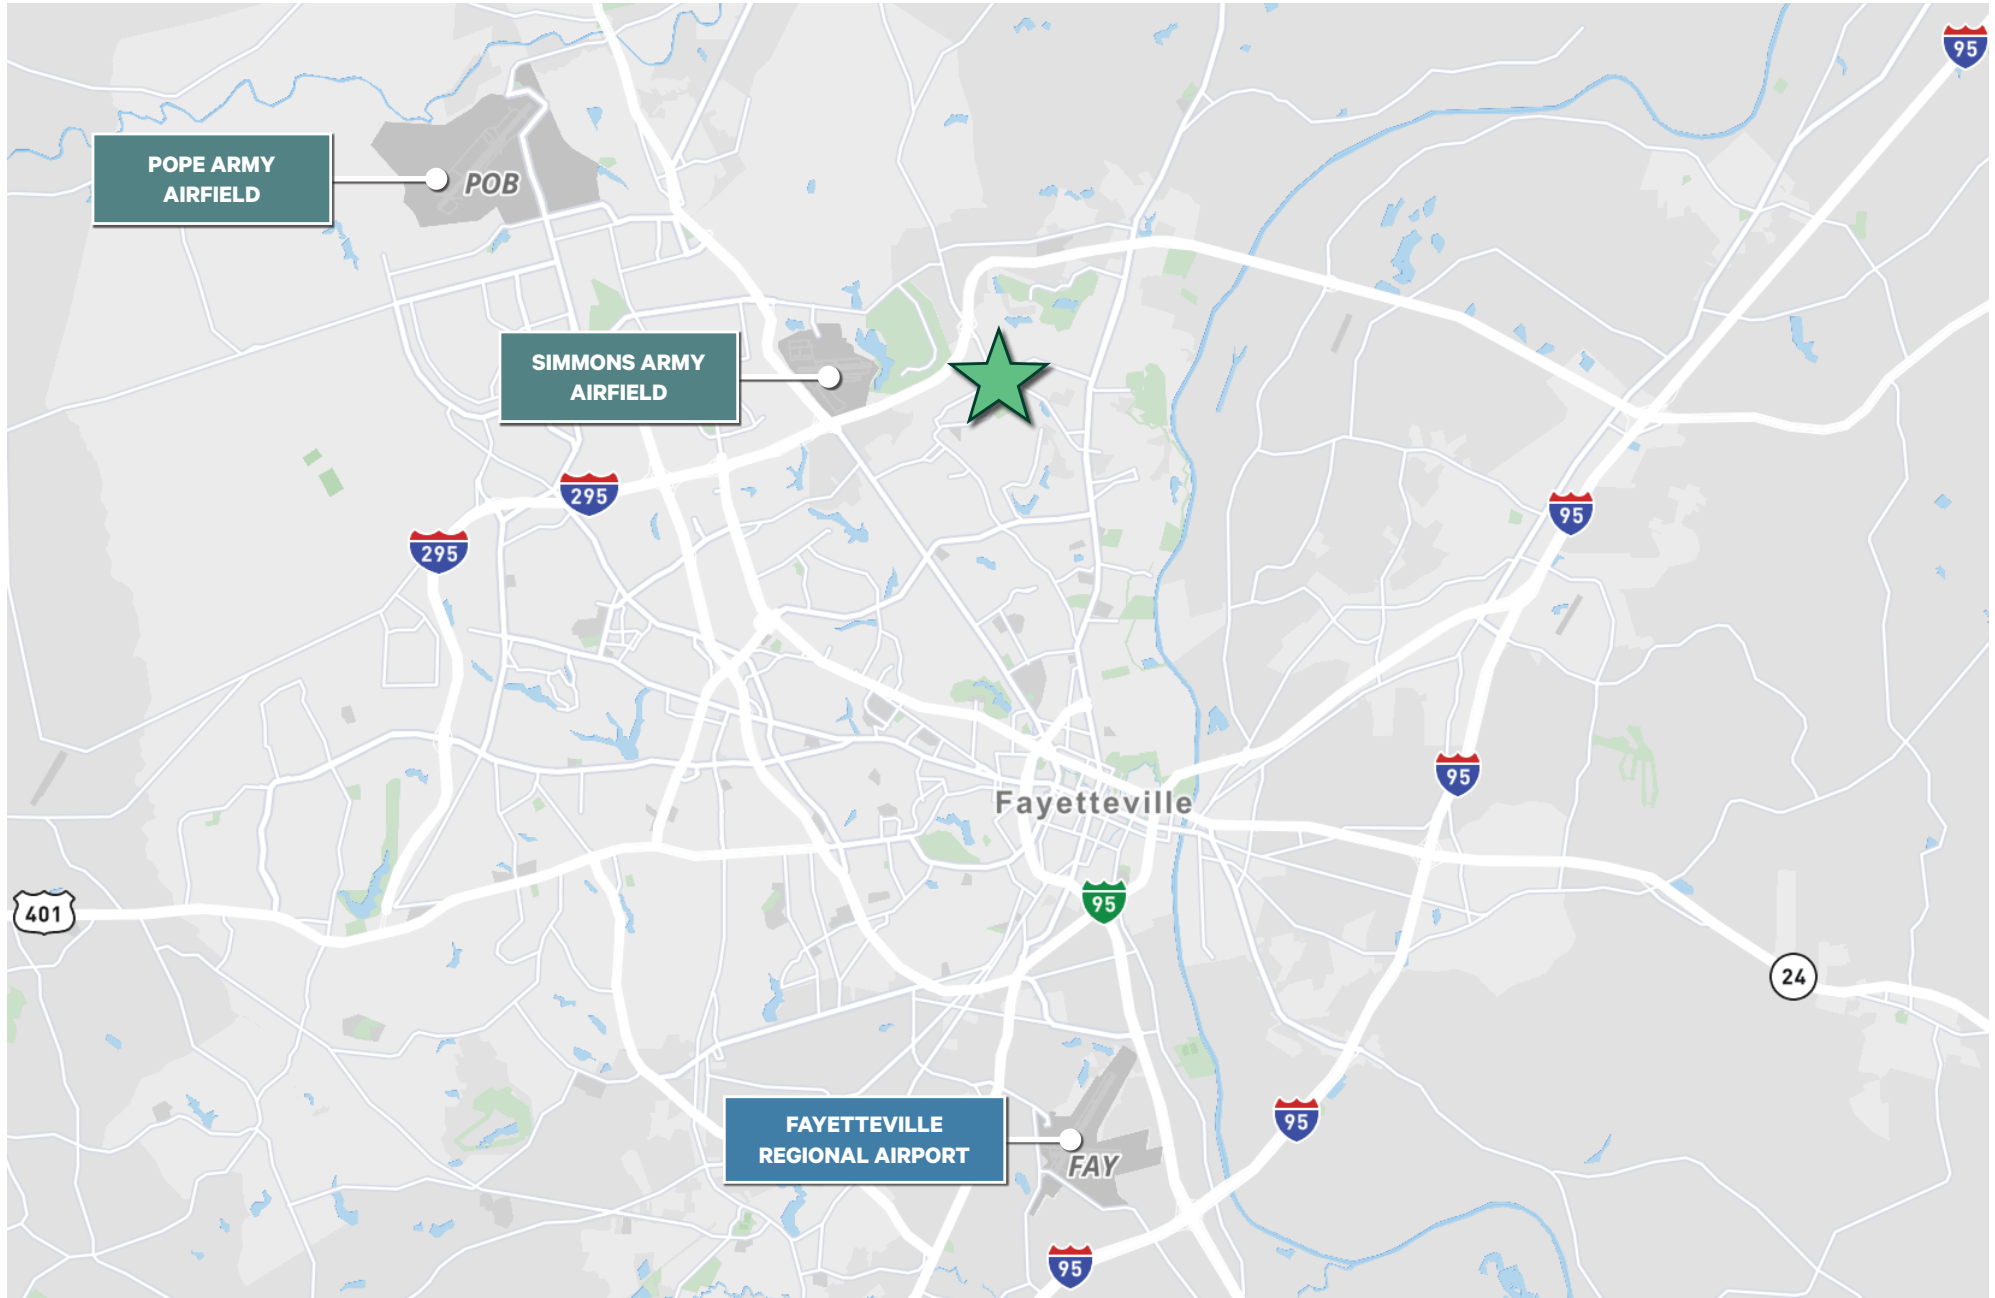 95
POPE ARMY
AIRFIELD
POB
SIMMONS ARMY
AIRFIELD
295
95
295
95
Fayetteville
95
401
24
FAYETTEVILLE
REGIONAL AIRPORT
95
FAY
95